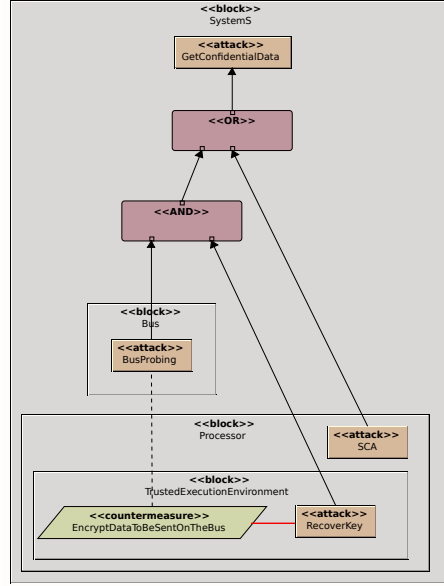 <<block>>
SystemS
<<attack>>
GetConfidentialData
<<OR>>
<<AND>>
<<block>>
Bus
<<attack>>
BusProbing
<<block>>
Processor
<<attack>>
SCA
<<block>>
TrustedExecutionEnvironment
<<countermeasure>>
EncryptDataToBeSentOnTheBus
<<attack>>
RecoverKey